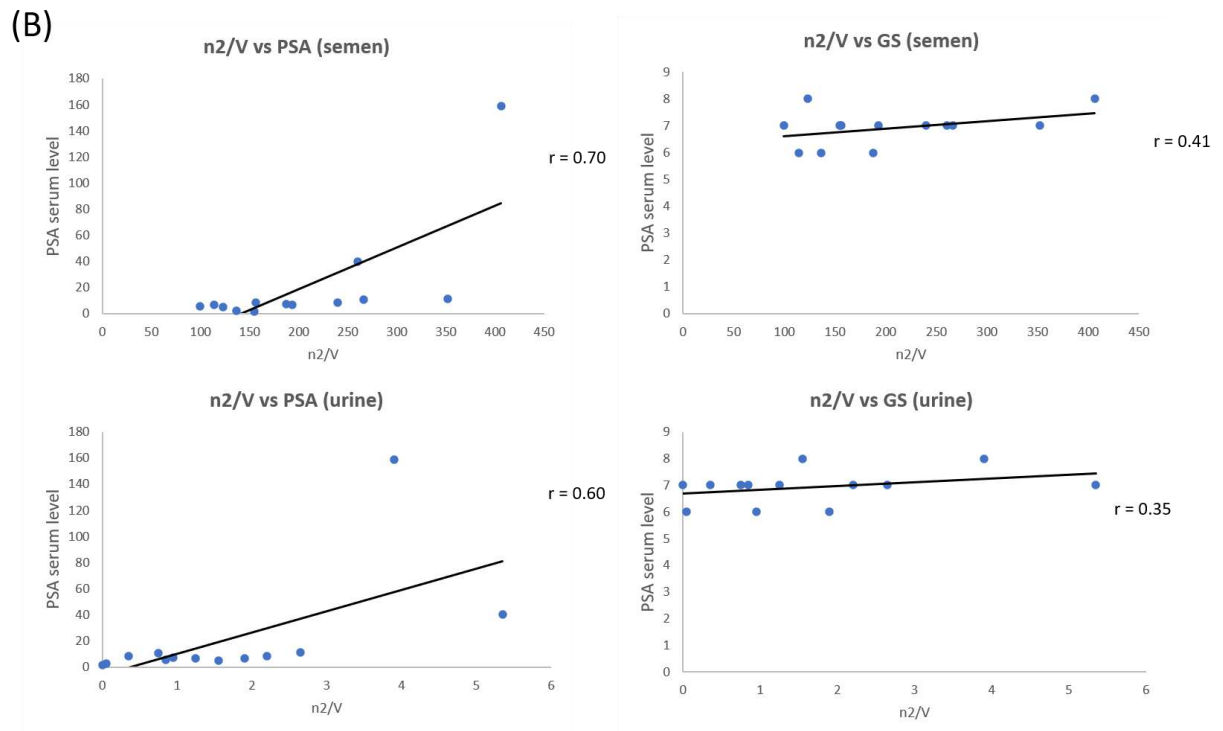 (B)
n2/V vs PSA (semen)
180
160
140
120
100
80
60
40
20
0
PSA serum level
0 50 100 150 200 250 300 350 400 450
n2/V
r = 0.70
n2/V vs GS (semen)
9
8
7
6
5
4
3
2
1
0
PSA serum level
0 50 100 150 200 250 300 350 400 450
n2/V
r = 0.41
n2/V vs PSA (urine)
180
160
140
120
100
80
60
40
20
0
PSA serum level
0 1 2 3 4 5 6
n2/V
r = 0.60
n2/V vs GS (urine)
9
8
7
6
5
4
3
2
1
0
PSA serum level
0 1 2 3 4 5 6
n2/V
r = 0.35